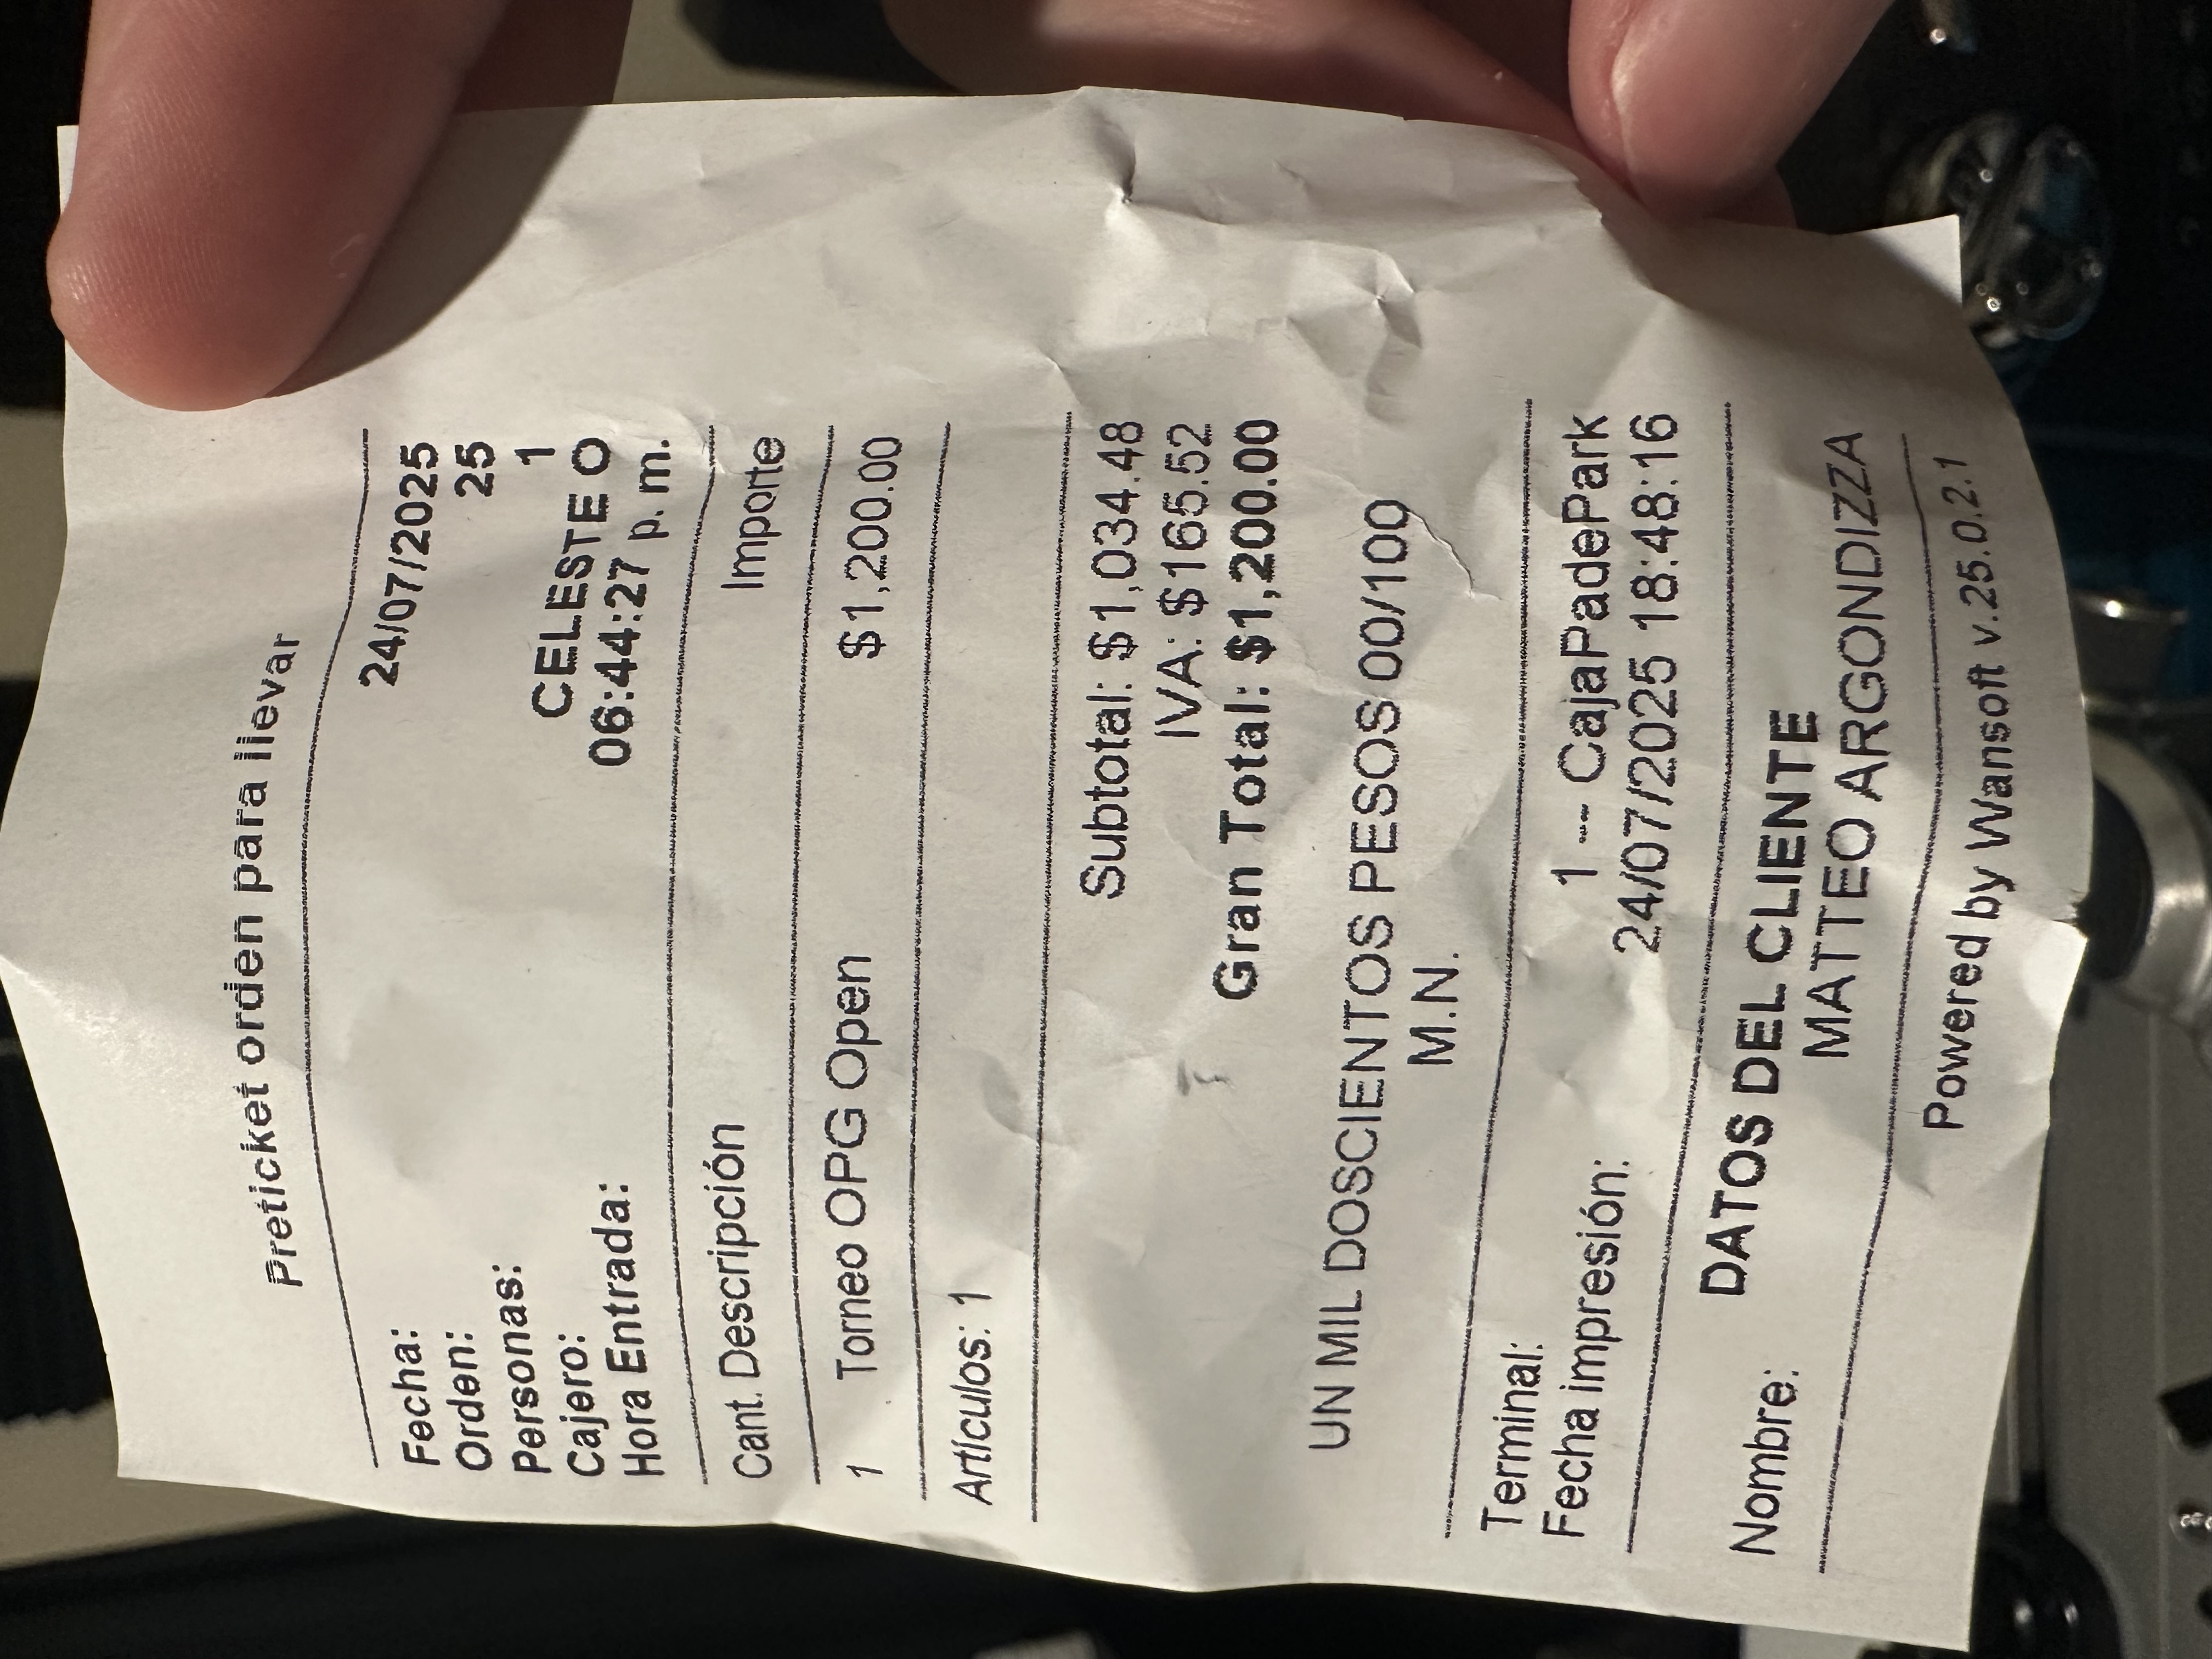 Preticket orden para llevar
Fecha: 24/07/2025
Orden: 25
Personas: 1
Cajero: CELESTE O
Hora Entrada: 06:44:27 p. m.
Cant. Descripción Importe
1 Torneo OPG Open $1,200.00
Artículos: 1
Subtotal: $1,034.48
IVA: $165.52
Gran Total: $1,200.00
UN MIL DOSCIENTOS PESOS 00/100
M.N.
Terminal: 1 --- CajaPadePark
Fecha impresión: 24/07/2025 18:48:16
DATOS DEL CLIENTE
Nombre: MATTEO ARGONDIZZA
Powered by Wansoft v.25.0.2.1